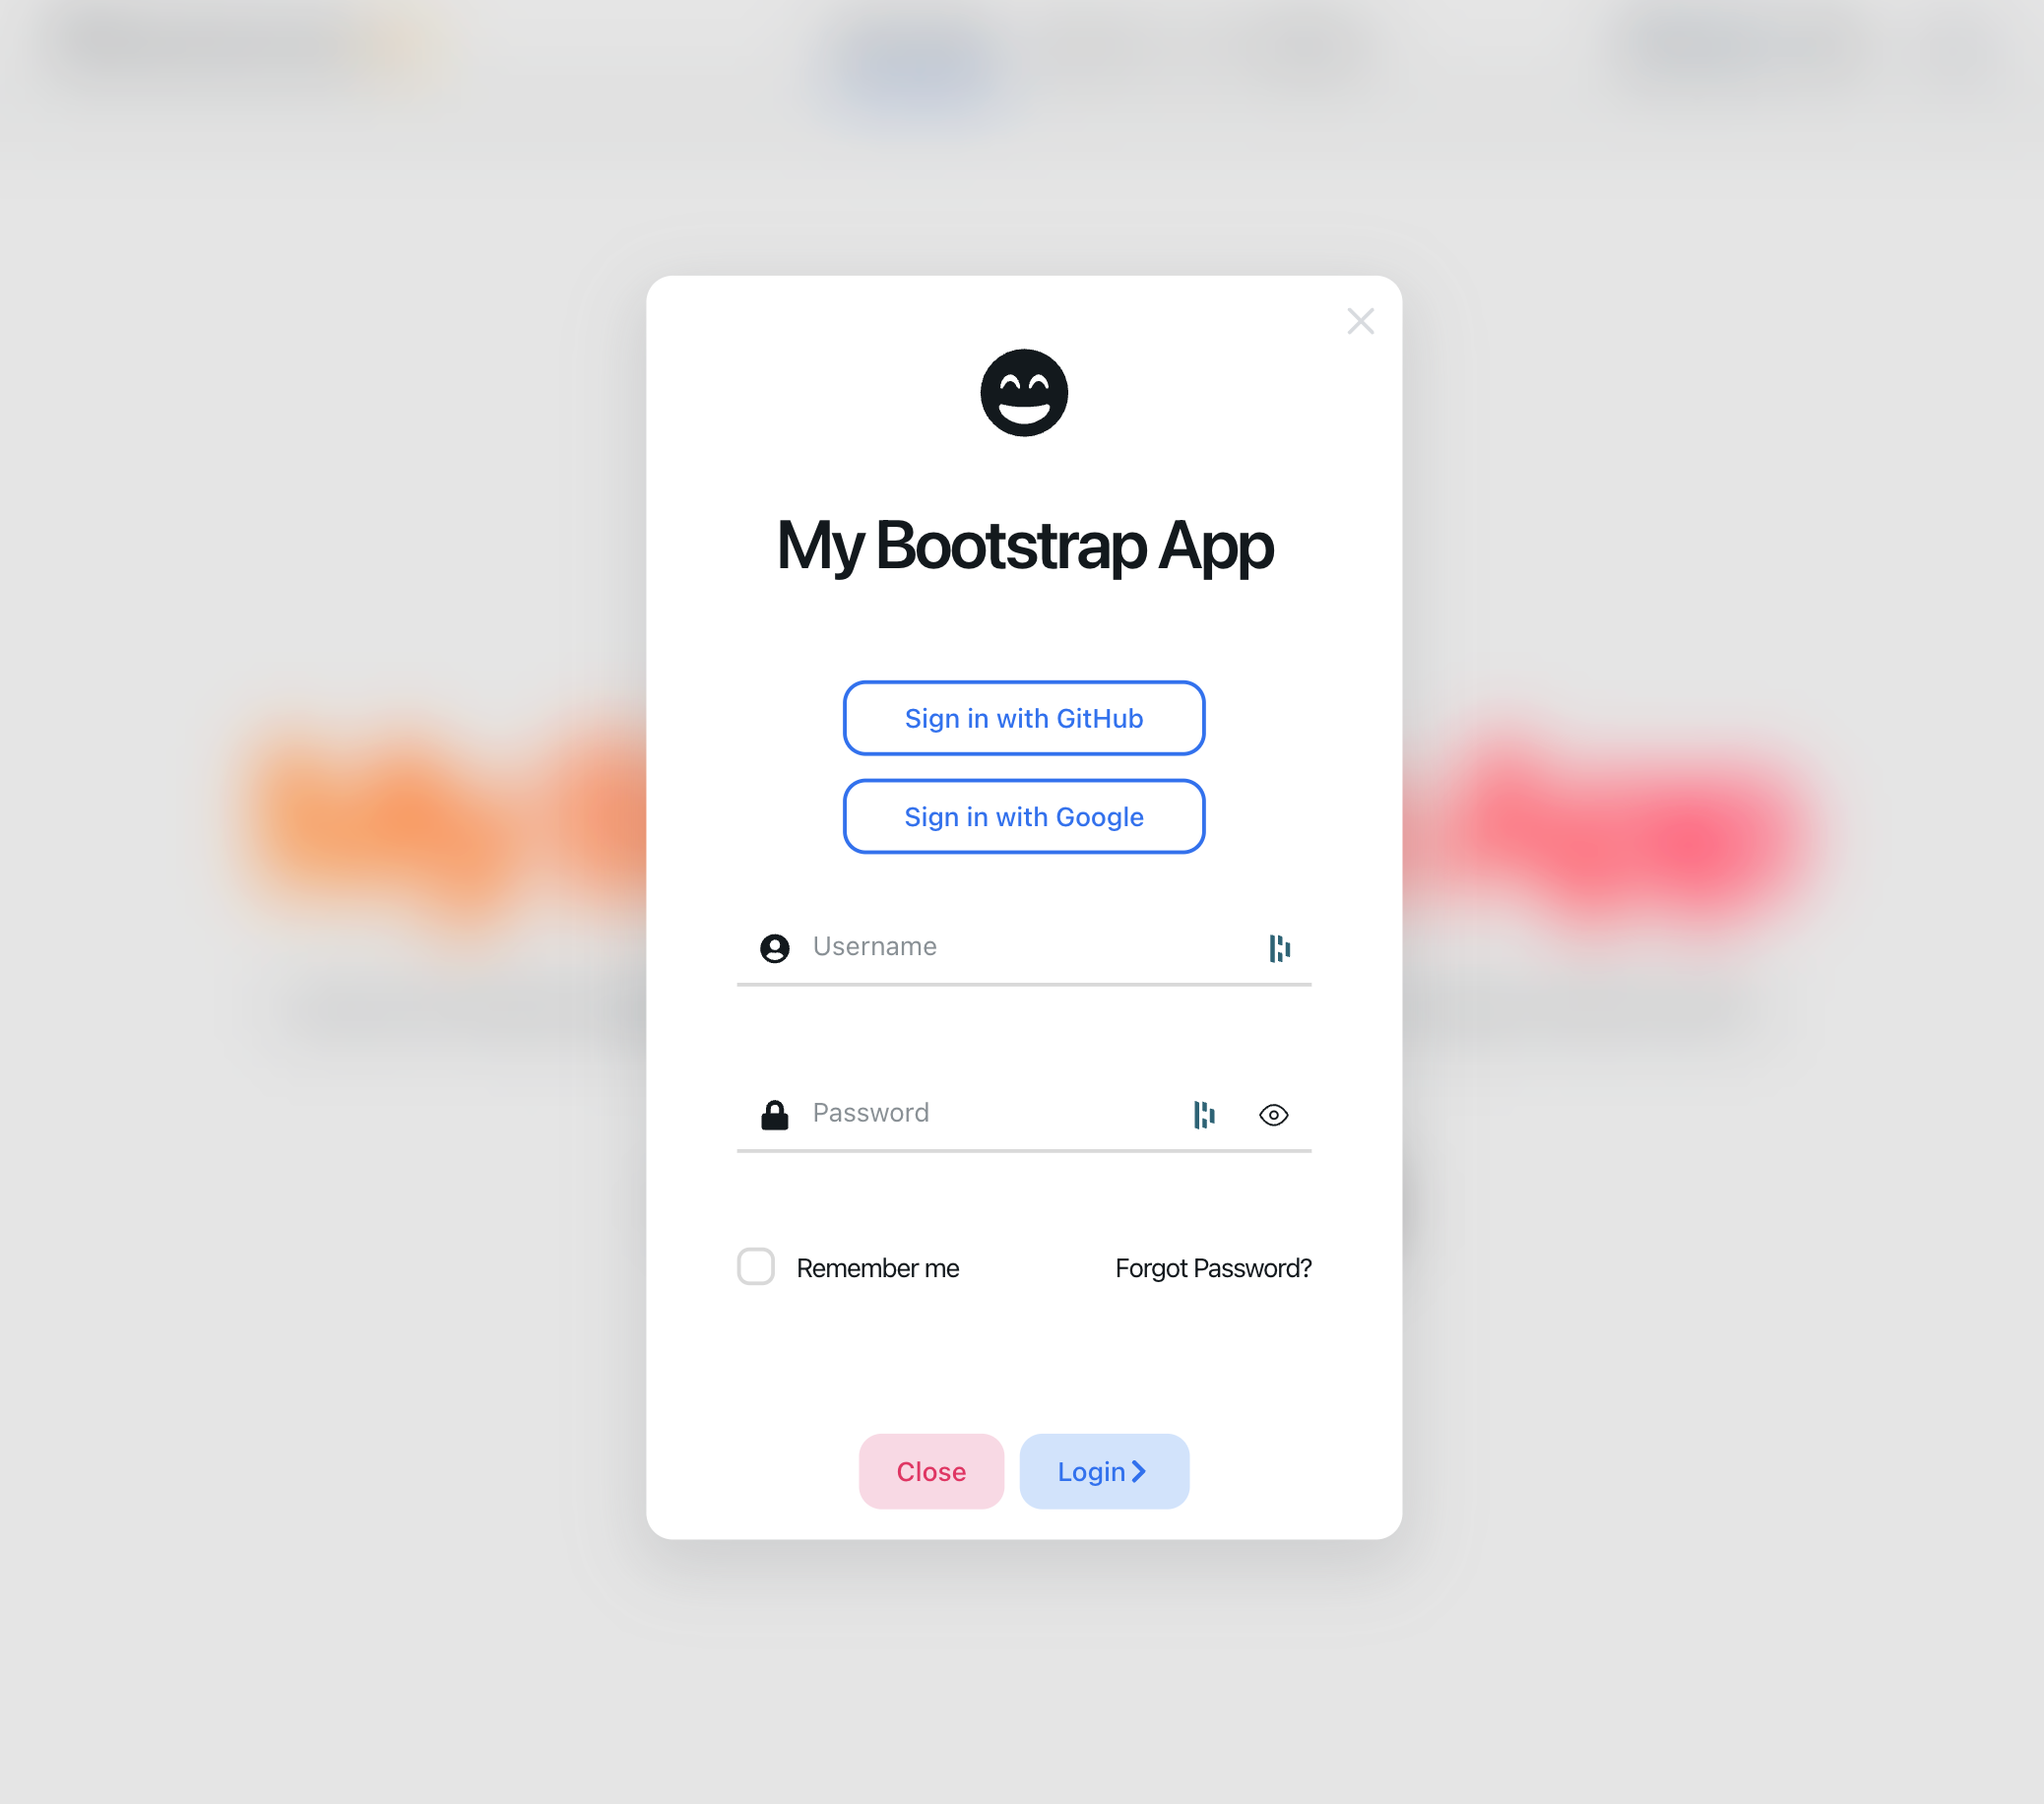 My Bootstrap App
Sign in with GitHub
Sign in with Google
Username
Password
Remember me
Forgot Password?
Close
Login